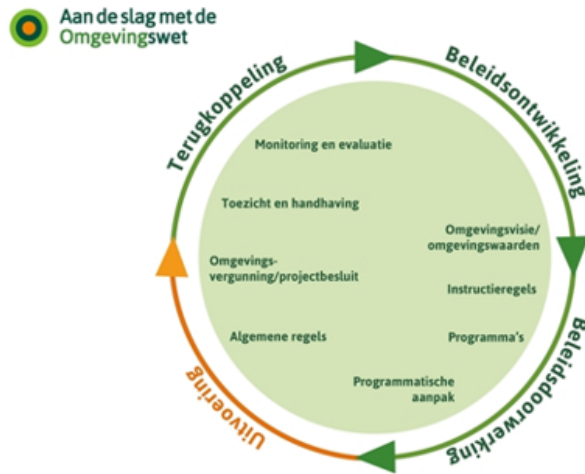 Aan de slag met de
Omgevingswet
Terugkoppeling
Beleidsontwikkeling
Monitoring en evaluatie
Toezicht en handhaving
Omgevingsvisie/
omgevingswaarden
Omgevings-
vergunning/projectbesluit
Instructieregels
Algemene regels
Programma's
Programmatische
aanpak
Uitvoering
Beleidsdoorwerking